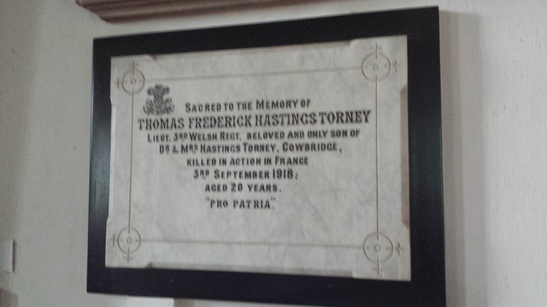 SACRED TO THE MEMORY OF
THOMAS FREDERICK HASTINGS TORNEY
LIEUT. 3RD WELSH REGT. BELOVED AND ONLY SON OF
DR & MRS HASTINGS TORNEY, COWBRIDGE,
KILLED IN ACTION IN FRANCE
3RD SEPTEMBER 1918;
AGED 20 YEARS.
"PRO PATRIA".